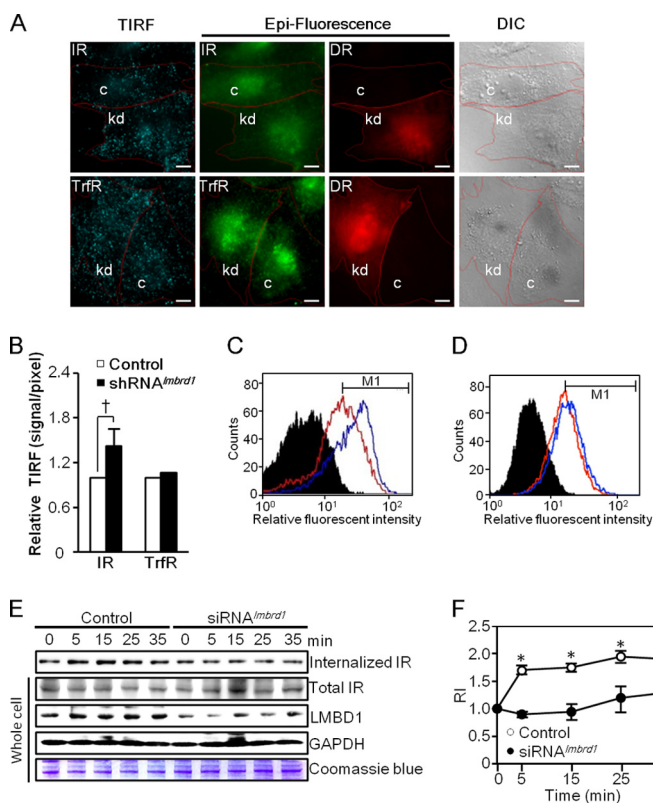 A
TIRF Epi-Fluorescence DIC
IR IR DR
c c c c
kd kd kd kd
TrfR TrfR DR
kd kd kd kd
c c c c
B
Control
shRNAlmbrd1
†
Relative TIRF (signal/pixel)
2.4
1.8
1.2
0.6
0
IR TrfR
C
M1
Counts
80
60
40
20
0
10⁰ 10¹ 10²
Relative fluorescent intensity
D
M1
Counts
80
60
40
20
0
10⁰ 10¹ 10²
Relative fluorescent intensity
E
Control siRNAlmbrd1
0 5 15 25 35 0 5 15 25 35 min
Internalized IR
Whole cell
Total IR
LMBD1
GAPDH
Coomassie blue
F
RI
2.5
2.0
1.5
1.0
0.5
0
* * *
Control
siRNAlmbrd1
0 5 15 25
Time (min)